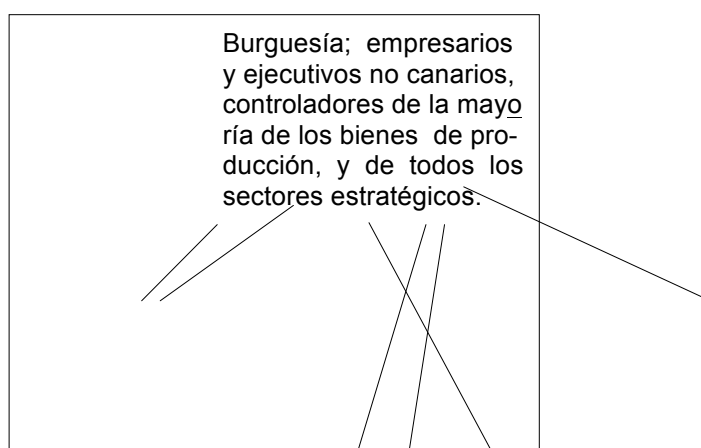 Burguesía; empresarios
y ejecutivos no canarios,
controladores de la mayo
ría de los bienes de pro-
ducción, y de todos los
sectores estratégicos.